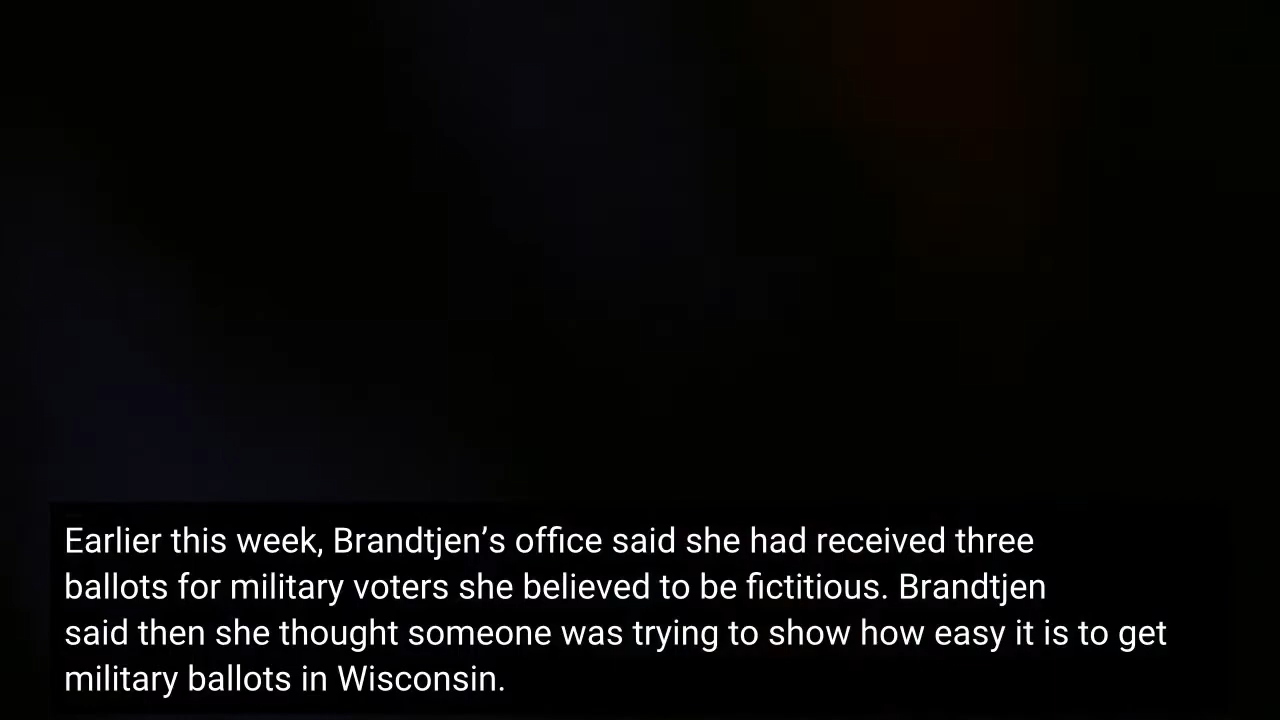 Earlier this week, Brandtjen’s office said she had received three
ballots for military voters she believed to be fictitious. Brandtjen
said then she thought someone was trying to show how easy it is to get
military ballots in Wisconsin.